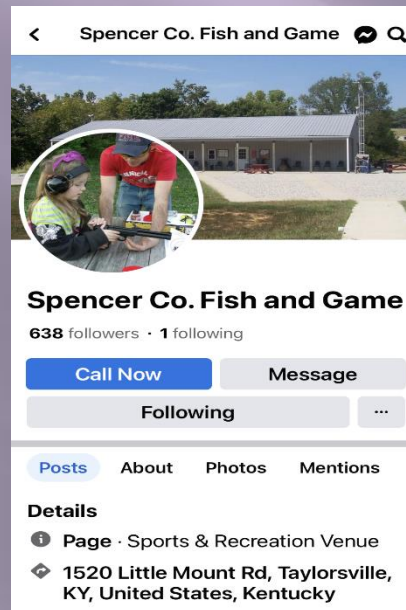 Spencer Co. Fish and Game
Spencer Co. Fish and Game
638 followers · 1 following
Call Now
Message
Following
...
Posts About Photos Mentions
Details
Page · Sports & Recreation Venue
1520 Little Mount Rd, Taylorsville,
KY, United States, Kentucky